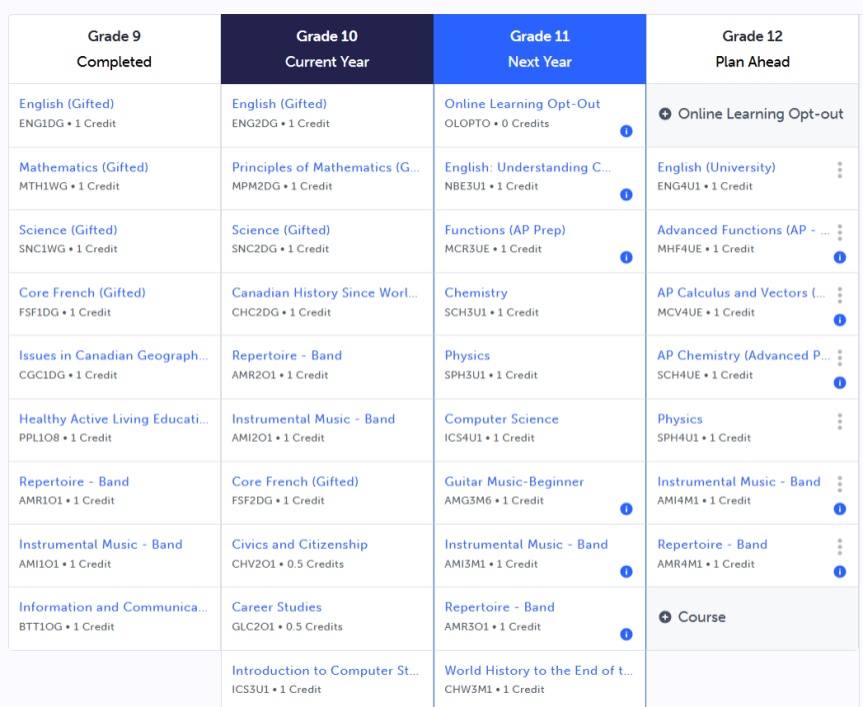 Grade 9
Completed
Grade 10
Current Year
Grade 11
Next Year
Grade 12
Plan Ahead
English (Gifted)
ENG1DG • 1 Credit
Mathematics (Gifted)
MTH1WG • 1 Credit
Science (Gifted)
SNC1WG • 1 Credit
Core French (Gifted)
FSF1DG • 1 Credit
Issues in Canadian Geograph...
CGC1DG • 1 Credit
Healthy Active Living Educati...
PPL1O8 • 1 Credit
Repertoire - Band
AMR1O1 • 1 Credit
Instrumental Music - Band
AMI1O1 • 1 Credit
Information and Communica...
BTT1OG • 1 Credit
English (Gifted)
ENG2DG • 1 Credit
Principles of Mathematics (G...
MPM2DG • 1 Credit
Science (Gifted)
SNC2DG • 1 Credit
Canadian History Since Worl...
CHC2DG • 1 Credit
Repertoire - Band
AMR2O1 • 1 Credit
Instrumental Music - Band
AMI2O1 • 1 Credit
Core French (Gifted)
FSF2DG • 1 Credit
Civics and Citizenship
CHV2O1 • 0.5 Credits
Career Studies
GLC2O1 • 0.5 Credits
Introduction to Computer St...
ICS3U1 • 1 Credit
Online Learning Opt-Out
OLOPTO • 0 Credits
English: Understanding C...
NBE3U1 • 1 Credit
Functions (AP Prep)
MCR3UE • 1 Credit
Chemistry
SCH3U1 • 1 Credit
Physics
SPH3U1 • 1 Credit
Computer Science
ICS4U1 • 1 Credit
Guitar Music-Beginner
AMG3M6 • 1 Credit
Instrumental Music - Band
AMI3M1 • 1 Credit
Repertoire - Band
AMR3O1 • 1 Credit
World History to the End of t...
CHW3M1 • 1 Credit
Online Learning Opt-out
English (University)
ENG4U1 • 1 Credit
Advanced Functions (AP - ...
MHF4UE • 1 Credit
AP Calculus and Vectors (...
MCV4UE • 1 Credit
AP Chemistry (Advanced P...
SCH4UE • 1 Credit
Physics
SPH4U1 • 1 Credit
Instrumental Music - Band
AMI4M1 • 1 Credit
Repertoire - Band
AMR4M1 • 1 Credit
Course